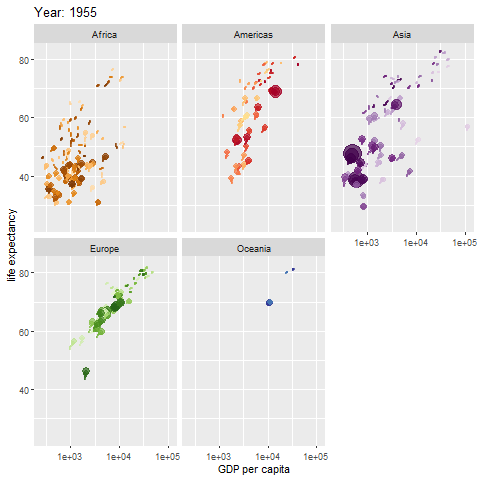 Year: 1955
Africa
Americas
Asia
80
60
40
1e+03
1e+04
1e+05
Europe
Oceania
80
60
40
1e+03
1e+04
1e+05
1e+03
1e+04
1e+05
life expectancy
GDP per capita